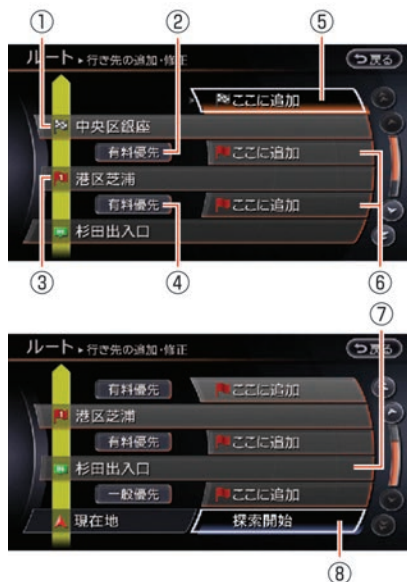 ① ② ⑤
ルート ▸ 行き先の追加・修正 戻る
ここに追加
中央区銀座
有料優先 ここに追加
1 港区芝浦
有料優先 ここに追加
杉田出入口
③ ④ ⑥
⑦
ルート ▸ 行き先の追加・修正 戻る
有料優先 ここに追加
1 港区芝浦
有料優先 ここに追加
杉田出入口
一般優先 ここに追加
現在地 探索開始
⑧